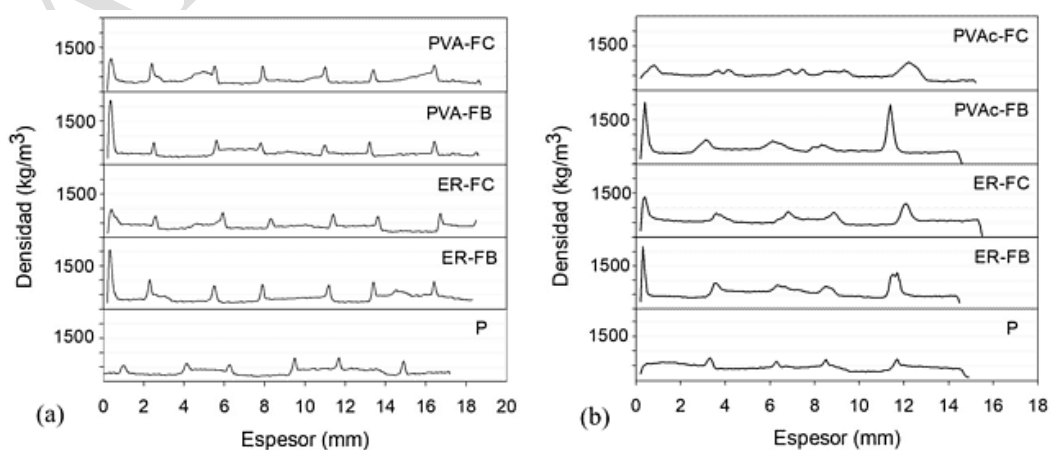 PVA-FC
1500
PVA-FB
1500
ER-FC
1500
ER-FB
1500
P
1500
Densidad (kg/m³)
0 2 4 6 8 10 12 14 16 18 20
(a)
Espesor (mm)
PVAc-FC
1500
PVAc-FB
1500
ER-FC
1500
ER-FB
1500
P
1500
Densidad (kg/m³)
0 2 4 6 8 10 12 14 16 18
(b)
Espesor (mm)